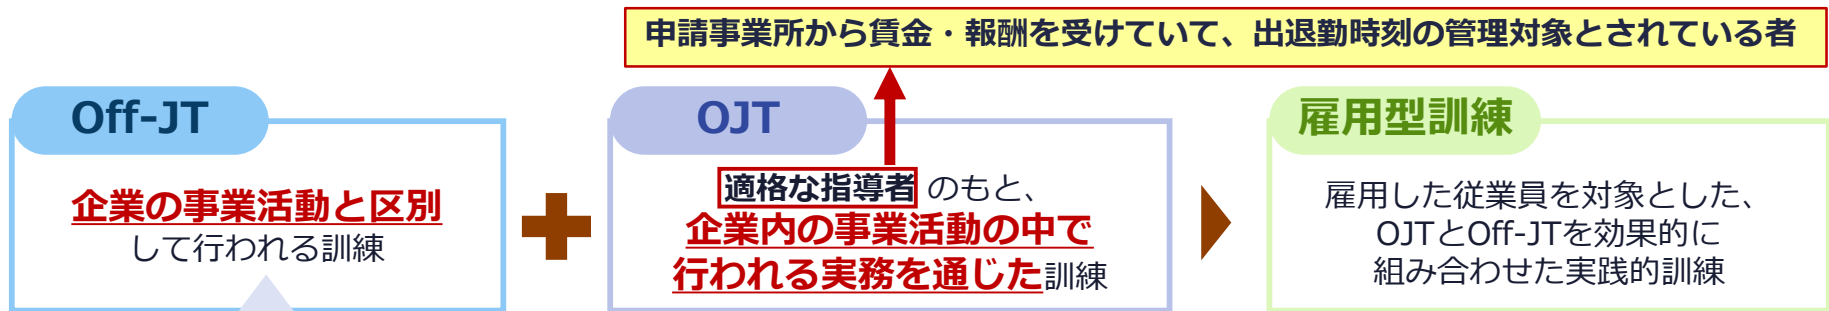 申請事業所から賃金・報酬を受けていて、出退勤時刻の管理対象とされている者
Off-JT
企業の事業活動と区別
して行われる訓練
OJT
適格な指導者 のもと、
企業内の事業活動の中で
行われる実務を通じた訓練
雇用型訓練
雇用した従業員を対象とした、
OJTとOff-JTを効果的に
組み合わせた実践的訓練